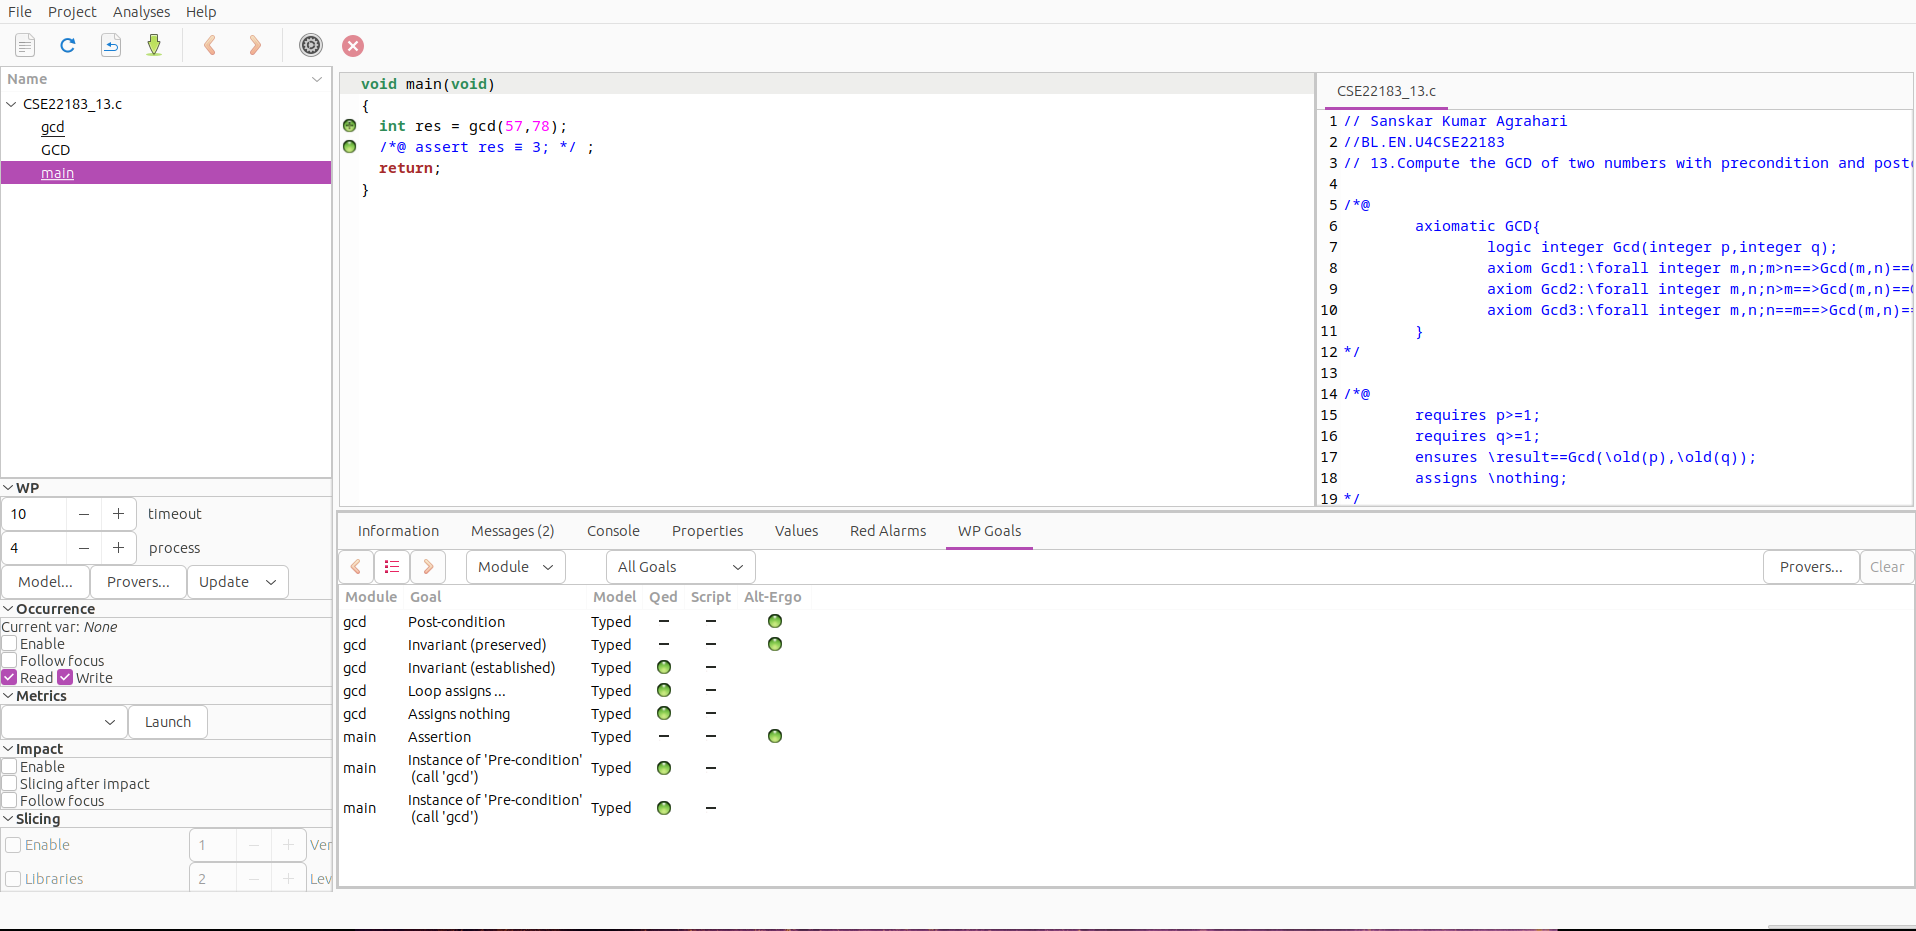 File Project Analyses Help
Name
CSE22183_13.c
gcd
GCD
main
void main(void)
{
int res = gcd(57,78);
/*@ assert res ≡ 3; */ ;
return;
}
CSE22183_13.c
1 // Sanskar Kumar Agrahari
2 //BL.EN.U4CSE22183
3 // 13.Compute the GCD of two numbers with precondition and
4
5 /*@
6 axiomatic GCD{
7 logic integer Gcd(integer p,integer q);
8 axiom Gcd1:\forall integer m,n;m>n==>Gcd(m,n)==
9 axiom Gcd2:\forall integer m,n;n>m==>Gcd(m,n)==
10 axiom Gcd3:\forall integer m,n;n==m==>Gcd(m,n)==
11 }
12 */
13
14 /*@
15 requires p>=1;
16 requires q>=1;
17 ensures \result==Gcd(\old(p),\old(q));
18 assigns \nothing;
19 */
WP
10 − + timeout
4 − + process
Model... Provers... Update
Occurrence
Current var: None
Enable
Follow focus
Read Write
Metrics
Launch
Impact
Enable
Slicing after impact
Follow focus
Slicing
Enable 1 − + Ver
Libraries 2 − + Lev
Information Messages (2) Console Properties Values Red Alarms WP Goals
Module All Goals Provers... Clear
Module Goal Model Qed Script Alt-Ergo
gcd Post-condition Typed — —
gcd Invariant (preserved) Typed — —
gcd Invariant (established) Typed —
gcd Loop assigns ... Typed —
gcd Assigns nothing Typed —
main Assertion Typed — —
main Instance of 'Pre-condition' Typed —
(call 'gcd')
main Instance of 'Pre-condition' Typed —
(call 'gcd')